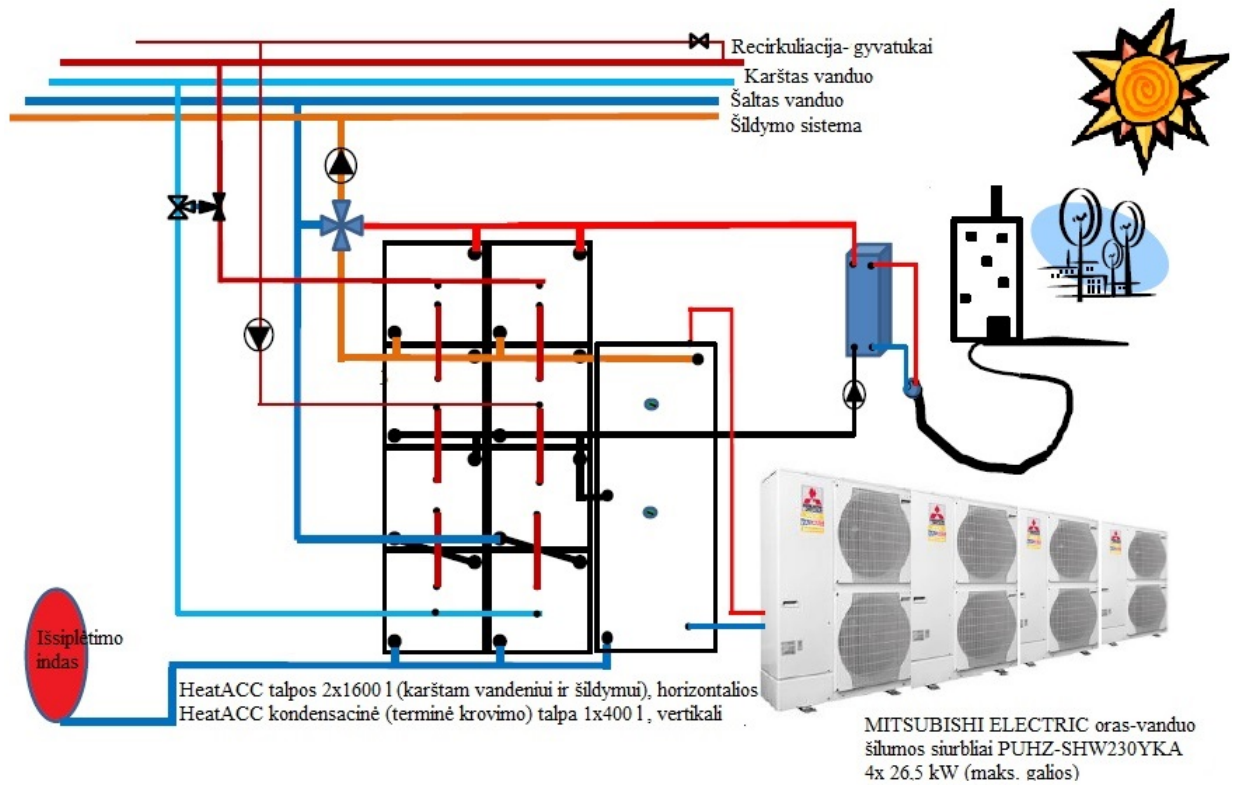 Recirkuliacija- gyvatukai
Karštas vanduo
Šaltas vanduo
Šildymo sistema
Išsiplėtimo
indas
HeatACC talpos 2x1600 l (karštam vandeniui ir šildymui), horizontalios
HeatACC kondensacinė (terminė krovimo) talpa 1x400 l, vertikali
MITSUBISHI ELECTRIC oras-vanduo
šilumos siurbliai PUHZ-SHW230YKA
4x 26,5 kW (maks. galios)